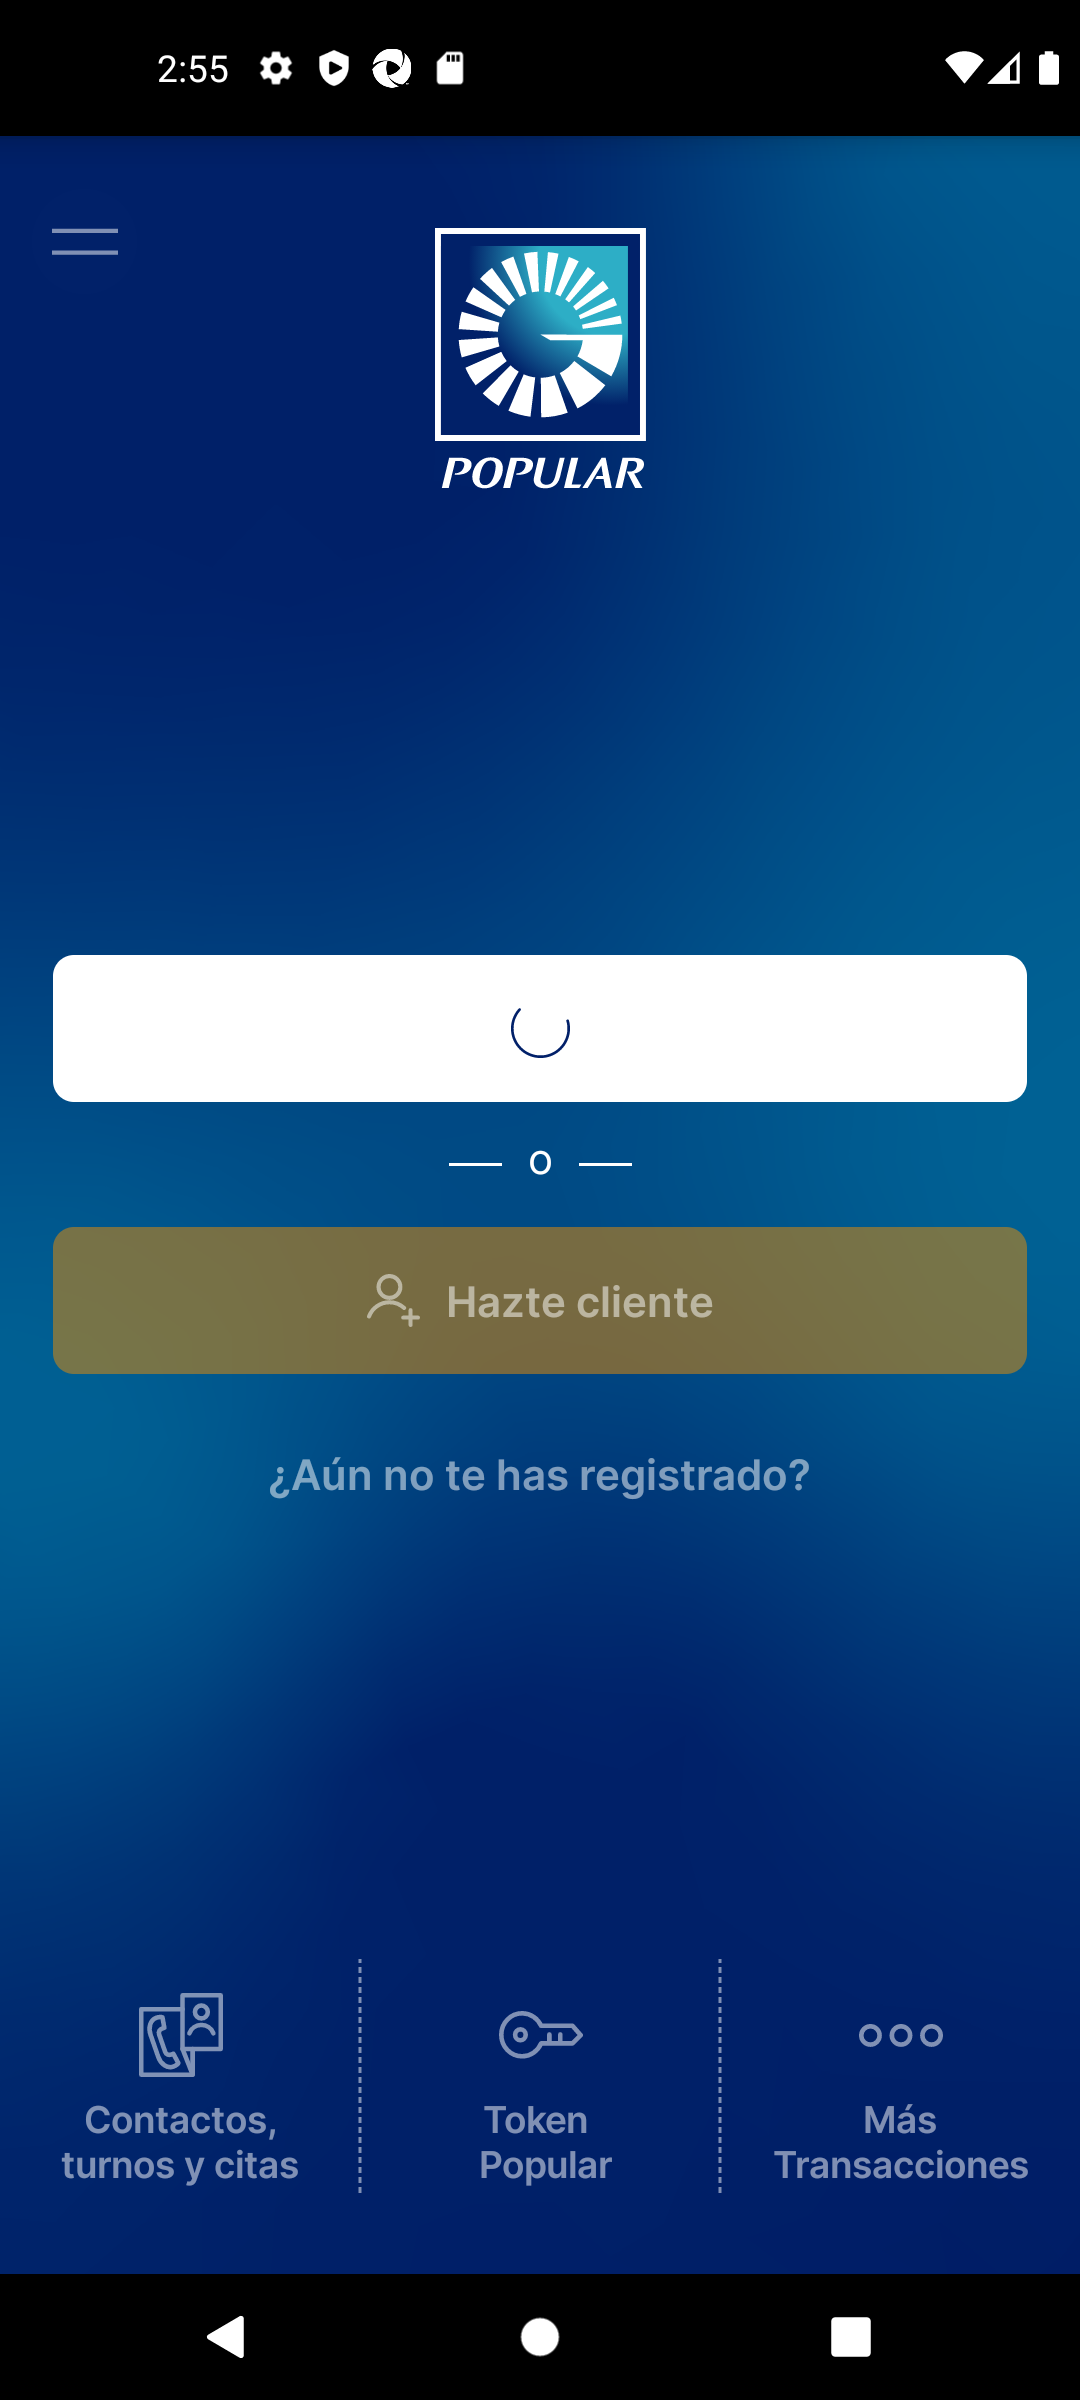 2:55
POPULAR
o
Hazte cliente
¿Aún no te has registrado?
Contactos,
turnos y citas
Token
Popular
Más
Transacciones